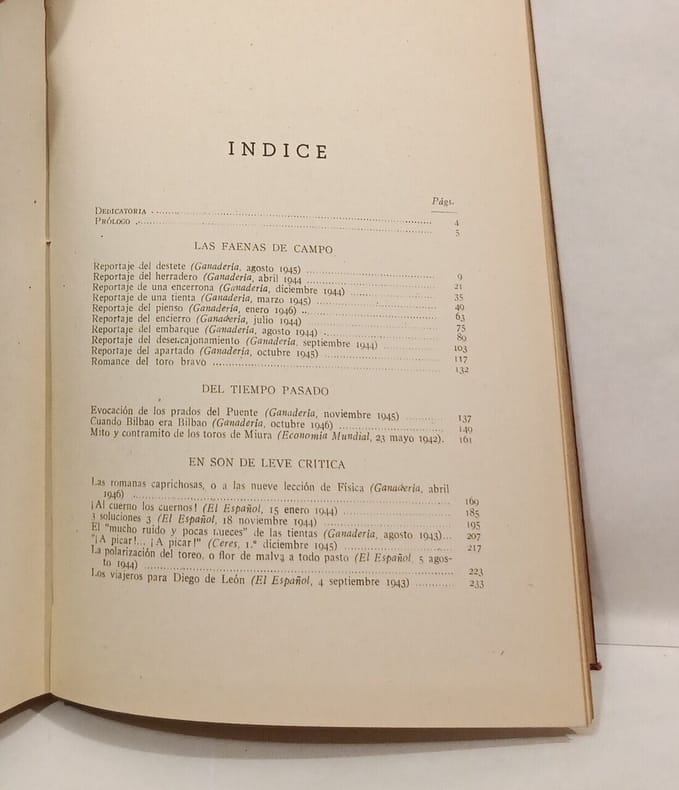 INDICE
Págs.
DEDICATORIA ........ 4
PRÓLOGO ........ 5
LAS FAENAS DE CAMPO
Reportaje del destete (Ganadería, agosto 1945) ........ 9
Reportaje del herradero (Ganadería, abril 1944 ........ 21
Reportaje de una encerrona (Ganadería, diciembre 1944) ........ 35
Reportaje de una tienta (Ganadería, marzo 1945) ........ 49
Reportaje del pienso (Ganadería, enero 1946) ........ 63
Reportaje del encierro (Ganadería, julio 1944) ........ 75
Reportaje del embarque (Ganadería, agosto 1944) ........ 89
Reportaje del desencajonamiento (Ganadería, septiembre 1944) ........ 103
Reportaje del apartado (Ganadería, octubre 1945) ........ 117
Romance del toro bravo ........ 132
DEL TIEMPO PASADO
Evocación de los prados del Puente (Ganadería, noviembre 1945) ........ 137
Cuando Bilbao era Bilbao (Ganadería, octubre 1946) ........ 149
Mito y contramito de los toros de Miura (Economía Mundial, 23 mayo 1942). 161
EN SON DE LEVE CRITICA
Las romanas caprichosas, o a las nueve lección de Física (Ganadería, abril
1946) ........ 169
¡Al cuerno los cuernos! (El Español, 15 enero 1944) ........ 185
3 soluciones 3 (El Español, 18 noviembre 1944) ........ 195
El "mucho ruido y pocas nueces" de las tientas (Ganadería, agosto 1943)... 207
"¡A picar!... ¡A picar!" (Ceres, 1.º diciembre 1945) ........ 217
La polarización del toreo, o flor de malva a todo pasto (El Español, 5 agos-
to 1944) ........ 223
Los viajeros para Diego de León (El Español, 4 septiembre 1943) ........ 233